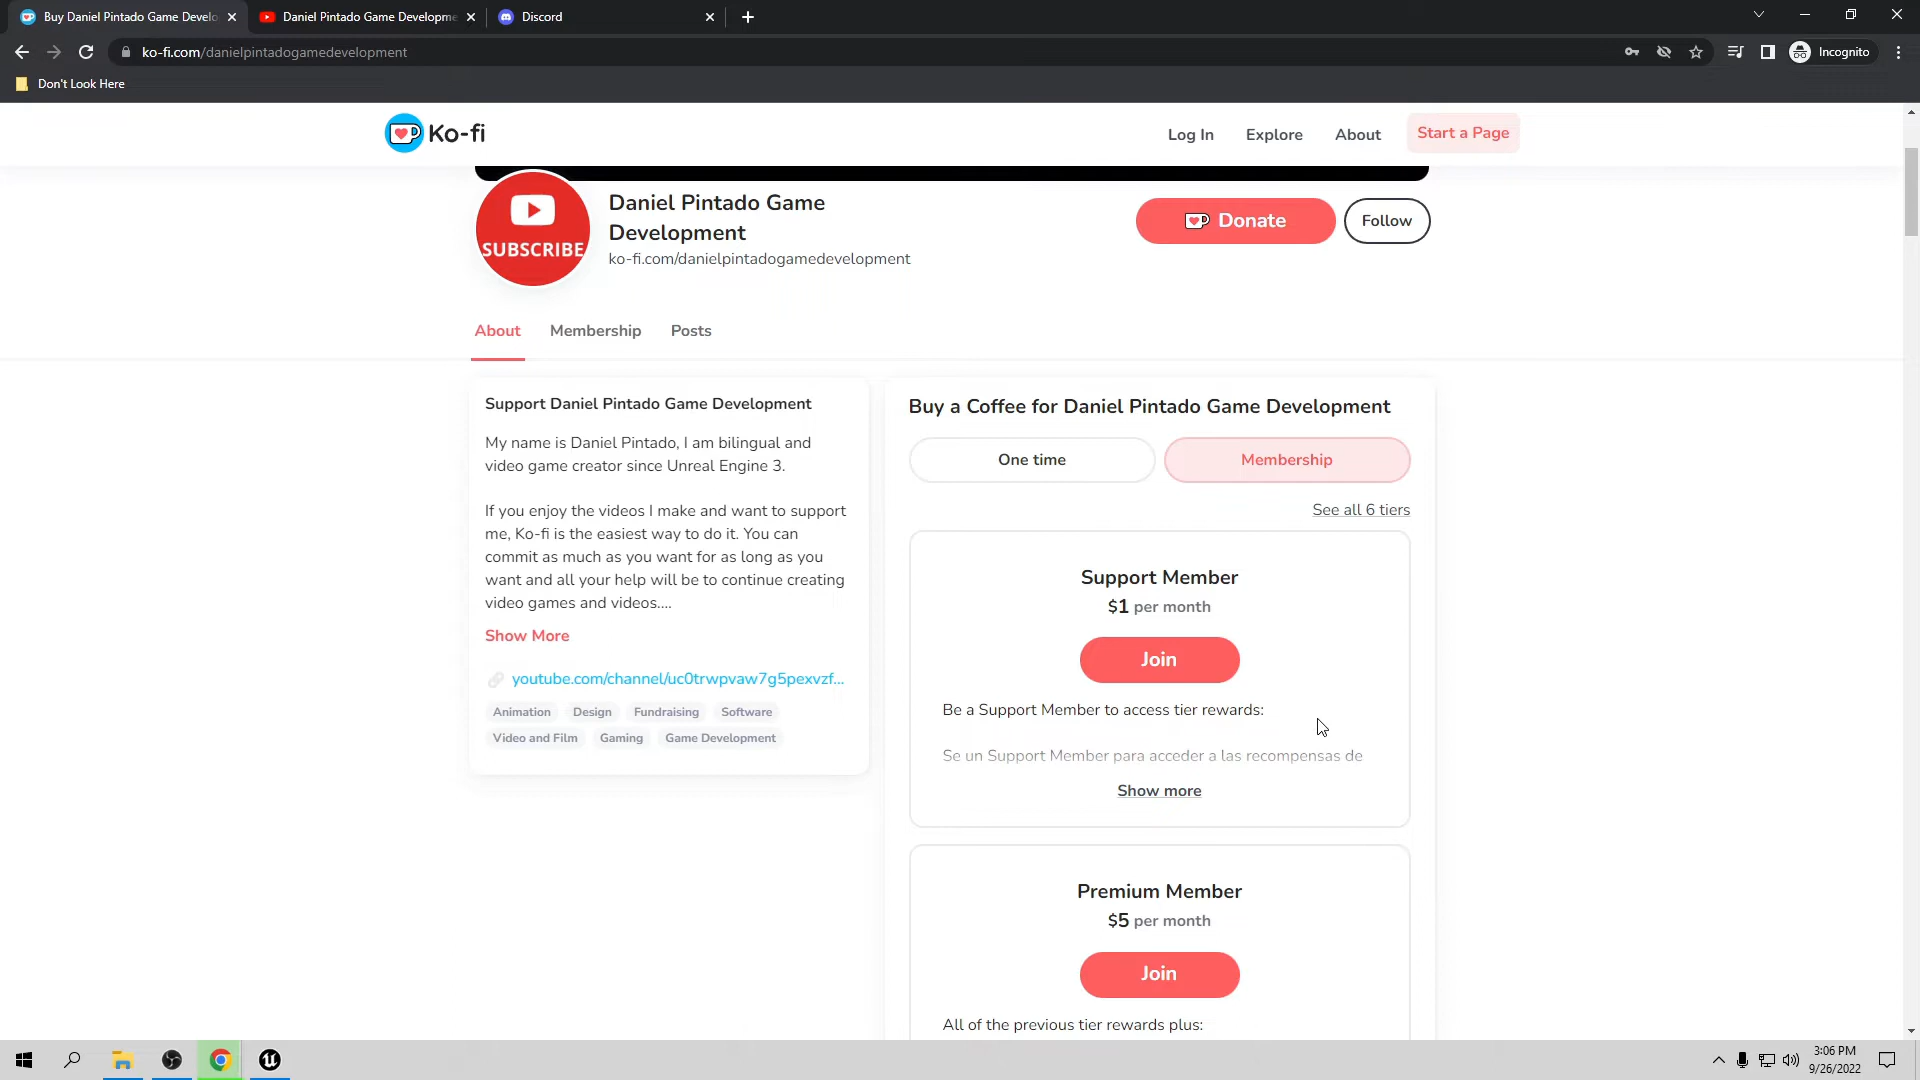 Buy Daniel Pintado Game Develo
Daniel Pintado Game Developme
Discord
ko-fi.com/danielpintadogamedevelopment
Incognito
Don't Look Here
Ko-fi
Log In
Explore
About
Start a Page
SUBSCRIBE
Daniel Pintado Game
Development
ko-fi.com/danielpintadogamedevelopment
Donate
Follow
About
Membership
Posts
Support Daniel Pintado Game Development
My name is Daniel Pintado, I am bilingual and
video game creator since Unreal Engine 3.
If you enjoy the videos I make and want to support
me, Ko-fi is the easiest way to do it. You can
commit as much as you want for as long as you
want and all your help will be to continue creating
video games and videos....
Show More
youtube.com/channel/uc0trwpvaw7g5pexvzf...
Animation Design Fundraising Software
Video and Film Gaming Game Development
Buy a Coffee for Daniel Pintado Game Development
One time
Membership
See all 6 tiers
Support Member
$1 per month
Join
Be a Support Member to access tier rewards:
Se un Support Member para acceder a las recompensas de
Show more
Premium Member
$5 per month
Join
All of the previous tier rewards plus:
3:06 PM
9/26/2022